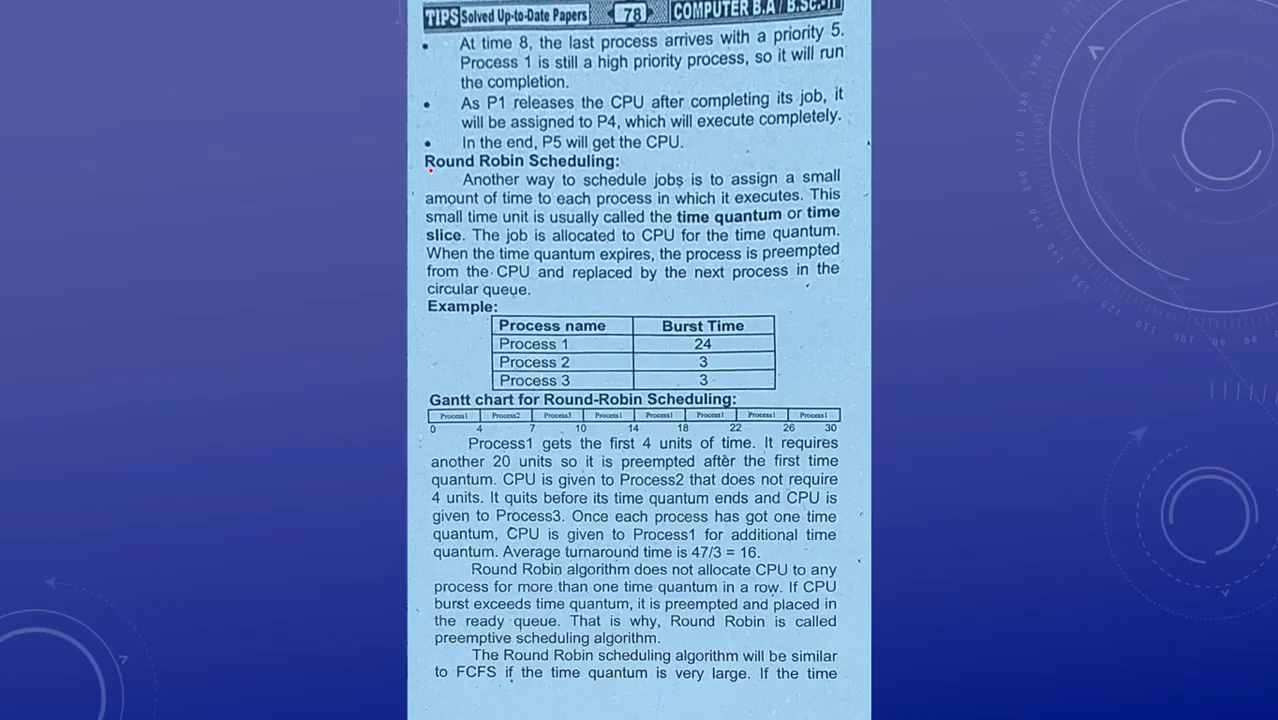 TIPS Solved Up-to-Date Papers 78 COMPUTER B.A / B.Sc.-II
• At time 8, the last process arrives with a priority 5.
Process 1 is still a high priority process, so it will run
the completion.
• As P1 releases the CPU after completing its job, it
will be assigned to P4, which will execute completely.
• In the end, P5 will get the CPU.
Round Robin Scheduling:
Another way to schedule jobs is to assign a small
amount of time to each process in which it executes. This
small time unit is usually called the time quantum or time
slice. The job is allocated to CPU for the time quantum.
When the time quantum expires, the process is preempted
from the CPU and replaced by the next process in the
circular queue.
Example:
Process name Burst Time
Process 1 24
Process 2 3
Process 3 3
Gantt chart for Round-Robin Scheduling:
Process1 Process2 Process3 Process1 Process1 Process1 Process1 Process1
0 4 7 10 14 18 22 26 30
Process1 gets the first 4 units of time. It requires
another 20 units so it is preempted after the first time
quantum. CPU is given to Process2 that does not require
4 units. It quits before its time quantum ends and CPU is
given to Process3. Once each process has got one time
quantum, CPU is given to Process1 for additional time
quantum. Average turnaround time is 47/3 = 16.
Round Robin algorithm does not allocate CPU to any
process for more than one time quantum in a row. If CPU
burst exceeds time quantum, it is preempted and placed in
the ready queue. That is why, Round Robin is called
preemptive scheduling algorithm.
The Round Robin scheduling algorithm will be similar
to FCFS if the time quantum is very large. If the time